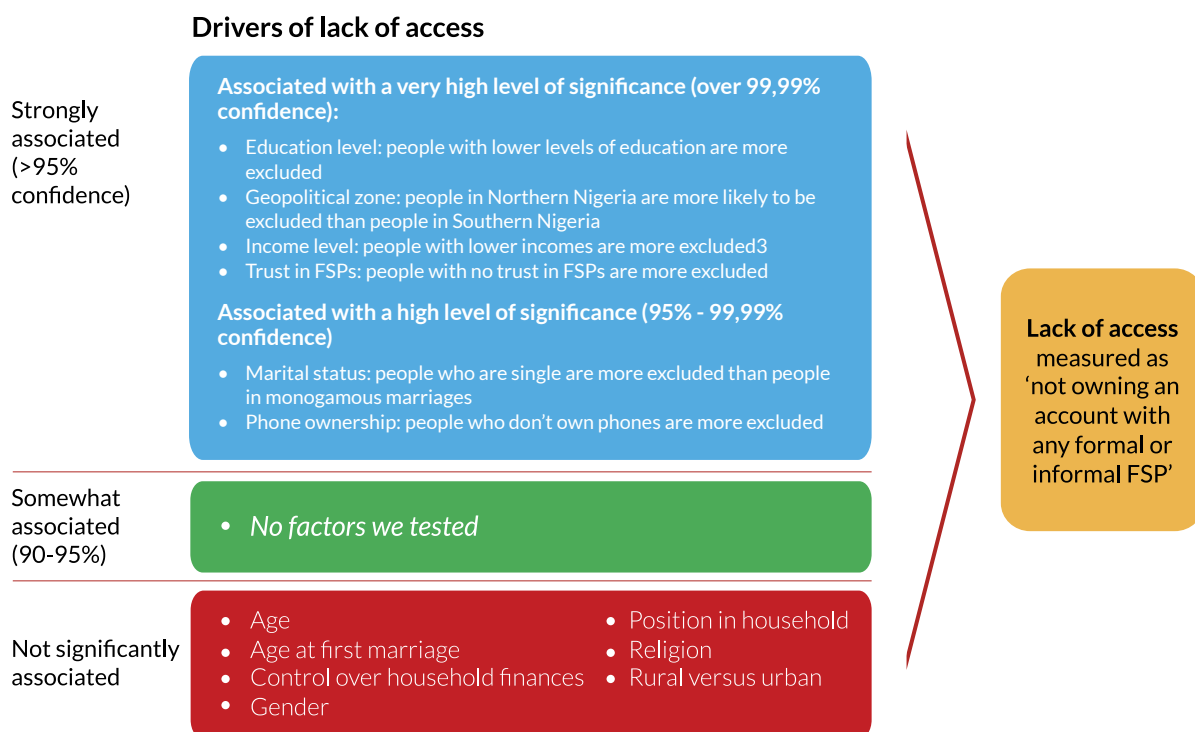 Drivers of lack of access
Strongly
associated
(>95%
confidence)
Associated with a very high level of significance (over 99,99%
confidence):
• Education level: people with lower levels of education are more
excluded
• Geopolitical zone: people in Northern Nigeria are more likely to be
excluded than people in Southern Nigeria
• Income level: people with lower incomes are more excluded3
• Trust in FSPs: people with no trust in FSPs are more excluded
Associated with a high level of significance (95% - 99,99%
confidence)
• Marital status: people who are single are more excluded than people
in monogamous marriages
• Phone ownership: people who don’t own phones are more excluded
Somewhat
associated
(90-95%)
• No factors we tested
Not significantly
associated
• Age
• Age at first marriage
• Control over household finances
• Gender
• Position in household
• Religion
• Rural versus urban
Lack of access
measured as
‘not owning an
account with
any formal or
informal FSP’